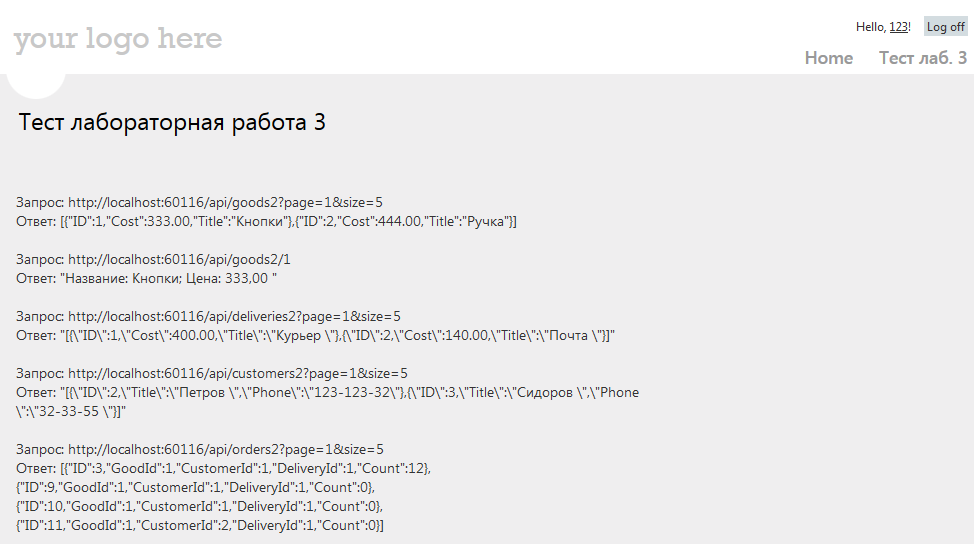 your logo here
Hello, 123!
Log off
Home
Тест лаб. 3
Тест лабораторная работа 3
Запрос: http://localhost:60116/api/goods2?page=1&size=5
Ответ: [{"ID":1,"Cost":333.00,"Title":"Кнопки"},{"ID":2,"Cost":444.00,"Title":"Ручка"}]
Запрос: http://localhost:60116/api/goods2/1
Ответ: "Название: Кнопки; Цена: 333,00 "
Запрос: http://localhost:60116/api/deliveries2?page=1&size=5
Ответ: "[{\"ID\":1,\"Cost\":400.00,\"Title\":\"Курьер \"},{\"ID\":2,\"Cost\":140.00,\"Title\":\"Почта \"}]"
Запрос: http://localhost:60116/api/customers2?page=1&size=5
Ответ: "[{\"ID\":2,\"Title\":\"Петров \",\"Phone\":\"123-123-32\"},{\"ID\":3,\"Title\":\"Сидоров \",\"Phone
\":\"32-33-55 \"}]"
Запрос: http://localhost:60116/api/orders2?page=1&size=5
Ответ: [{"ID":3,"GoodId":1,"CustomerId":1,"DeliveryId":1,"Count":12},
{"ID":9,"GoodId":1,"CustomerId":1,"DeliveryId":1,"Count":0},
{"ID":10,"GoodId":1,"CustomerId":1,"DeliveryId":1,"Count":0},
{"ID":11,"GoodId":1,"CustomerId":2,"DeliveryId":1,"Count":0}]